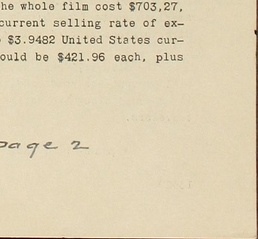 he whole film cost $703,27,
current selling rate of ex-
$3.9482 United States cur-
ould be $421.96 each, plus
page 2